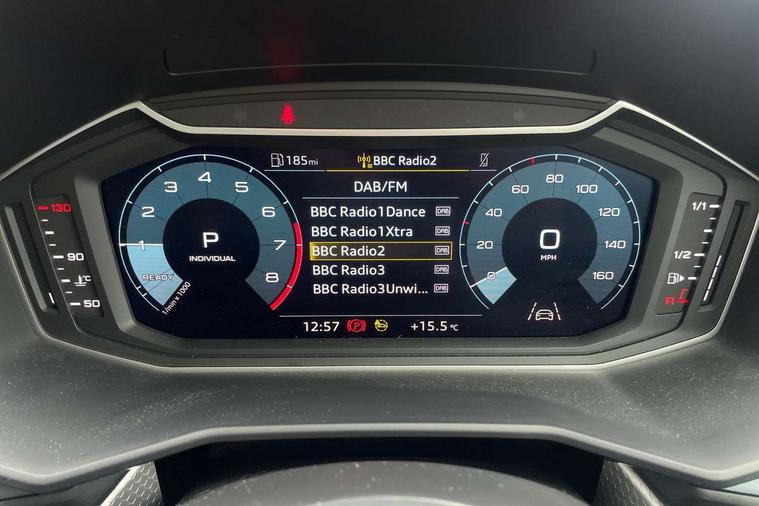 185mi
BBC Radio2
DAB/FM
BBC Radio1Dance DAB
BBC Radio1Xtra DAB
BBC Radio2 DAB
BBC Radio3 DAB
BBC Radio3Unwi... DAB
12:57
P
+15.5°C
1
2
3
4
5
6
7
8
P
INDIVIDUAL
READY
1/min x 1000
0
20
40
60
80
100
120
140
160
0
MPH
130
90
°C
50
1/1
1/2
R